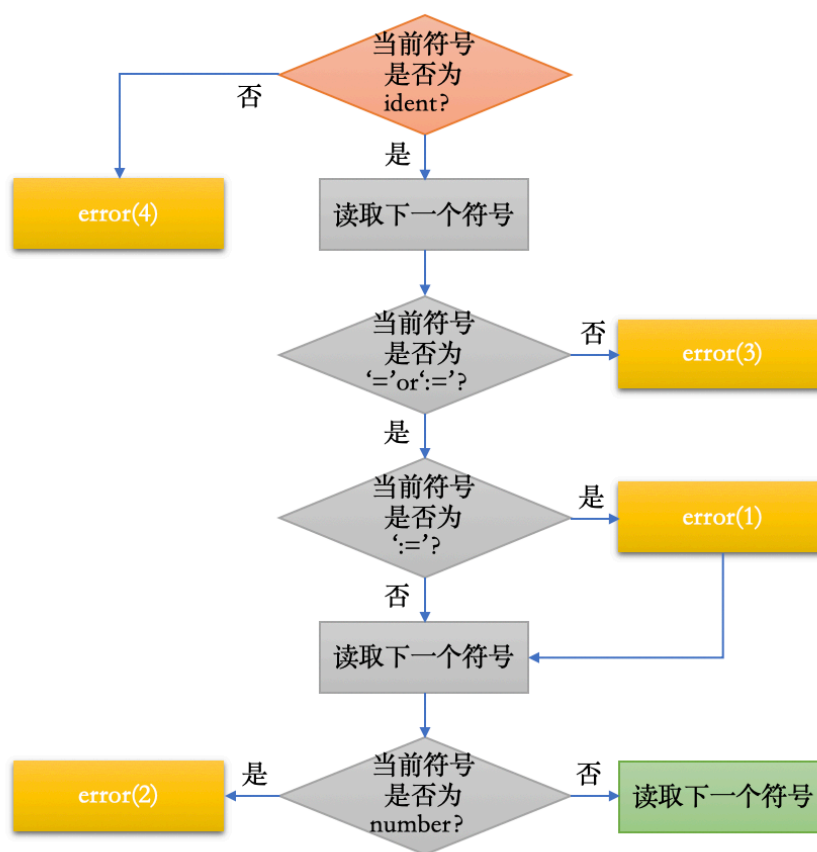 当前符号
是否为
ident?
否
是
error(4)
读取下一个符号
当前符号
是否为
‘=’or‘:=’?
否
error(3)
是
当前符号
是否为
‘:=’?
是
error(1)
否
读取下一个符号
当前符号
是否为
number?
是
error(2)
否
读取下一个符号